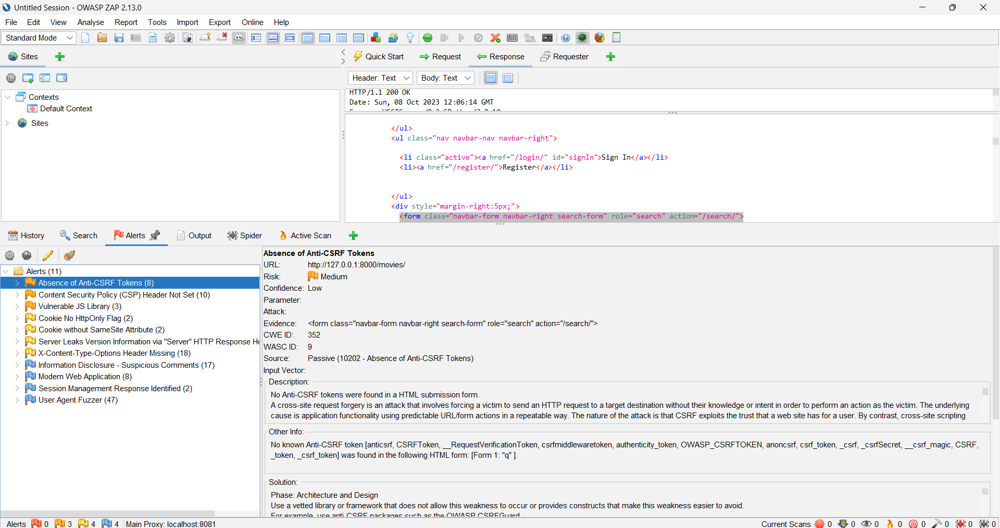 Untitled Session - OWASP ZAP 2.13.0
File Edit View Analyse Report Tools Import Export Online Help
Standard Mode
Sites
Quick Start Request Response Requester
Header: Text Body: Text
Contexts
Default Context
Sites
HTTP/1.1 200 OK
Date: Sun, 08 Oct 2023 12:06:14 GMT
</ul>
<ul class="nav navbar-nav navbar-right">
<li class="active"><a href="/login/" id="signIn">Sign In</a></li>
<li><a href="/register/">Register</a></li>
</ul>
<div style="margin-right:5px;">
<form class="navbar-form navbar-right search-form" role="search" action="/search/">
History Search Alerts Output Spider Active Scan
Alerts (11)
Absence of Anti-CSRF Tokens (8)
Content Security Policy (CSP) Header Not Set (10)
Vulnerable JS Library (3)
Cookie No HttpOnly Flag (2)
Cookie without SameSite Attribute (2)
Server Leaks Version Information via "Server" HTTP Response
X-Content-Type-Options Header Missing (18)
Information Disclosure - Suspicious Comments (17)
Modern Web Application (8)
Session Management Response Identified (2)
User Agent Fuzzer (47)
Absence of Anti-CSRF Tokens
URL: http://127.0.0.1:8000/movies/
Risk: Medium
Confidence: Low
Parameter:
Attack:
Evidence: <form class="navbar-form navbar-right search-form" role="search" action="/search/">
CWE ID: 352
WASC ID: 9
Source: Passive (10202 - Absence of Anti-CSRF Tokens)
Input Vector:
Description:
No Anti-CSRF tokens were found in a HTML submission form.
A cross-site request forgery is an attack that involves forcing a victim to send an HTTP request to a target destination without their knowledge or intent in order to perform an action as the victim. The underlying
cause is application functionality using predictable URL/form actions in a repeatable way. The nature of the attack is that CSRF exploits the trust that a web site has for a user. By contrast, cross-site scripting
Other Info:
No known Anti-CSRF token [anticsrf, CSRFToken, __RequestVerificationToken, csrfmiddlewaretoken, authenticity_token, OWASP_CSRFTOKEN, anoncsrf, csrf_token, _csrf, _csrfSecret, __csrf_magic, CSRF,
_token, _csrf_token] was found in the following HTML form: [Form 1: "q" ].
Solution:
Phase: Architecture and Design
Use a vetted library or framework that does not allow this weakness to occur or provides constructs that make this weakness easier to avoid.
For example, use anti-CSRF packages such as the OWASP CSRFGuard.
Alerts 0 3 4 4 Main Proxy: localhost:8081
Current Scans 0 0 0 0 0 0 0 0